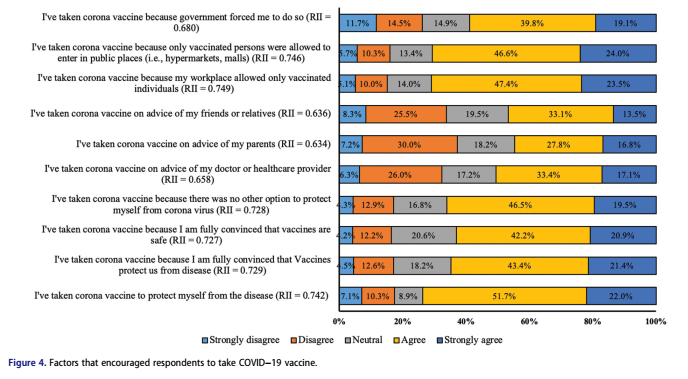 I've taken corona vaccine because government forced me to do so (RII =
0.680)
11.7% 14.5% 14.9% 39.8% 19.1%
I've taken corona vaccine because only vaccinated persons were allowed to
enter in public places (i.e., hypermarkets, malls) (RII = 0.746)
5.7% 10.3% 13.4% 46.6% 24.0%
I've taken corona vaccine because my workplace allowed only vaccinated
individuals (RII = 0.749)
5.1% 10.0% 14.0% 47.4% 23.5%
I've taken corona vaccine on advice of my friends or relatives (RII = 0.636)
8.3% 25.5% 19.5% 33.1% 13.5%
I've taken corona vaccine on advice of my parents (RII = 0.634)
7.2% 30.0% 18.2% 27.8% 16.8%
I've taken corona vaccine on advice of my doctor or healthcare provider
(RII = 0.658)
6.3% 26.0% 17.2% 33.4% 17.1%
I've taken corona vaccine because there was no other option to protect
myself from corona virus (RII = 0.728)
4.3% 12.9% 16.8% 46.5% 19.5%
I've taken corona vaccine because I am fully convinced that vaccines are
safe (RII = 0.727)
4.2% 12.2% 20.6% 42.2% 20.9%
I've taken corona vaccine because I am fully convinced that Vaccines
protect us from disease (RII = 0.729)
4.5% 12.6% 18.2% 43.4% 21.4%
I've taken corona vaccine to protect myself from the disease (RII = 0.742)
7.1% 10.3% 8.9% 51.7% 22.0%
0% 20% 40% 60% 80% 100%
Strongly disagree Disagree Neutral Agree Strongly agree
Figure 4. Factors that encouraged respondents to take COVID–19 vaccine.